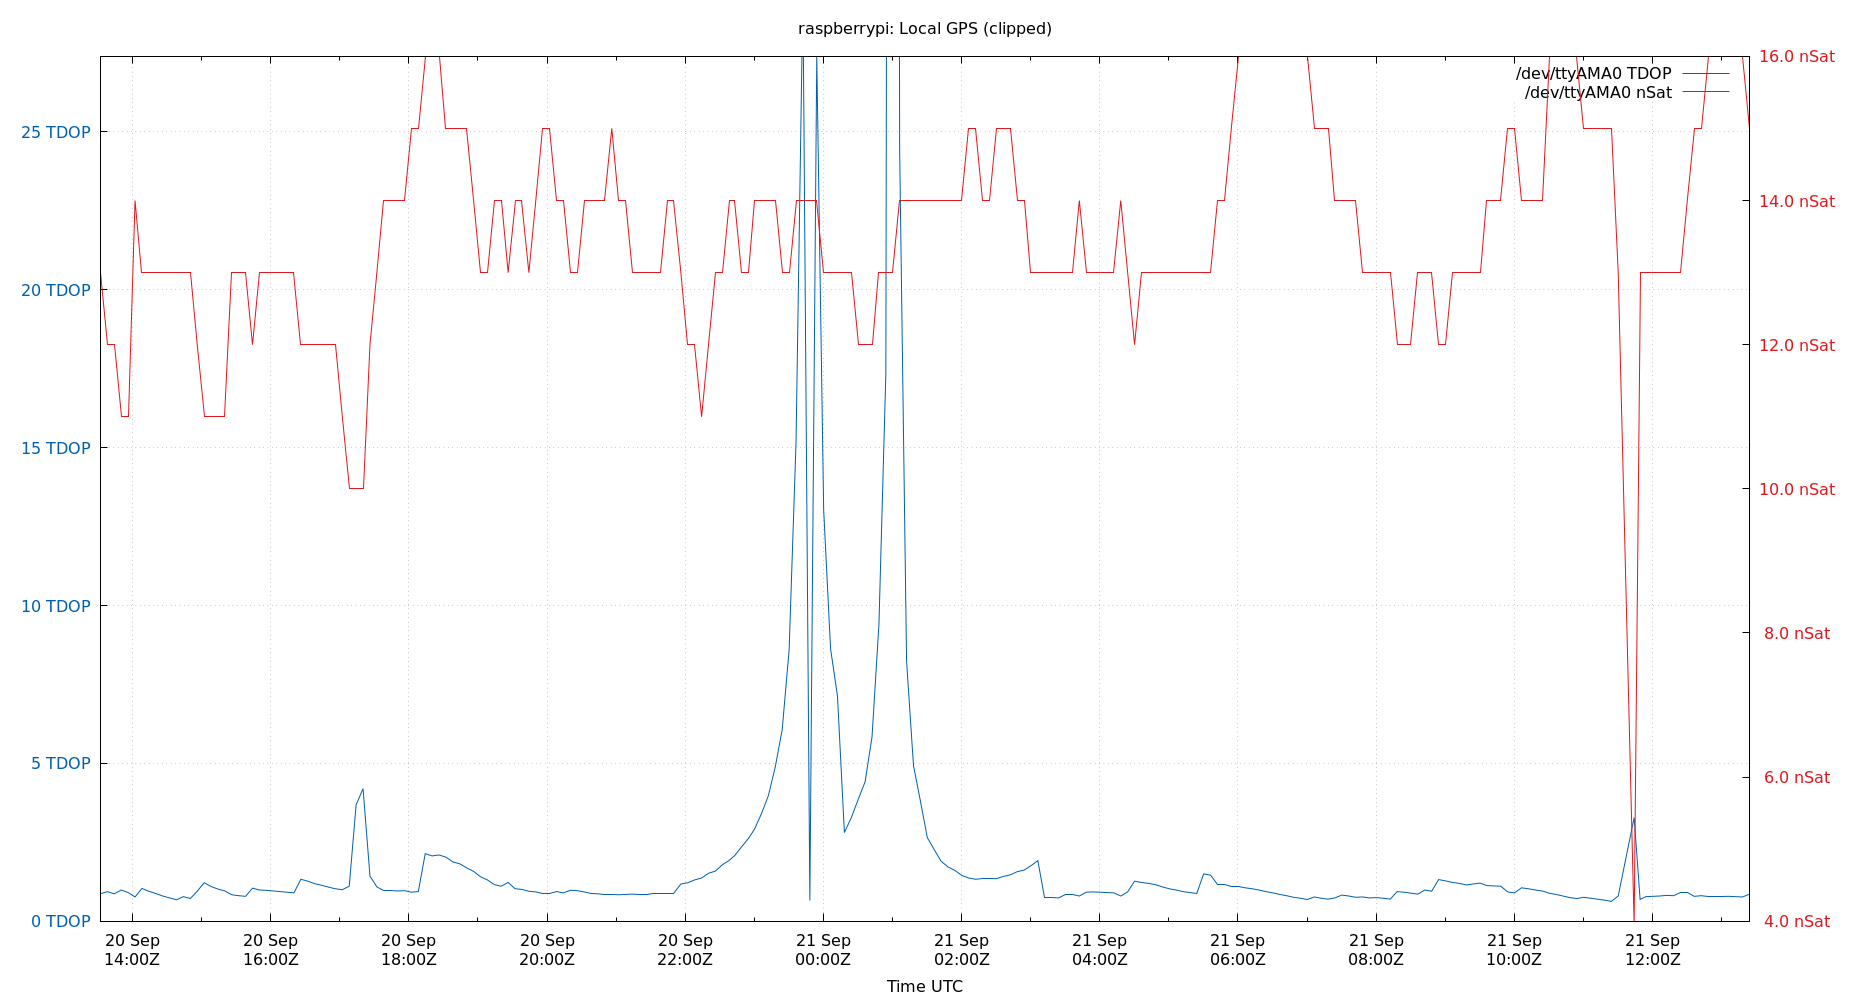 raspberrypi: Local GPS (clipped)
16.0 nSat
/dev/ttyAMA0 TDOP
/dev/ttyAMA0 nSat
25 TDOP
14.0 nSat
20 TDOP
12.0 nSat
15 TDOP
10.0 nSat
10 TDOP
8.0 nSat
5 TDOP
6.0 nSat
0 TDOP
4.0 nSat
20 Sep 20 Sep 20 Sep 20 Sep 20 Sep 21 Sep 21 Sep 21 Sep 21 Sep 21 Sep 21 Sep 21 Sep
14:00Z 16:00Z 18:00Z 20:00Z 22:00Z 00:00Z 02:00Z 04:00Z 06:00Z 08:00Z 10:00Z 12:00Z
Time UTC